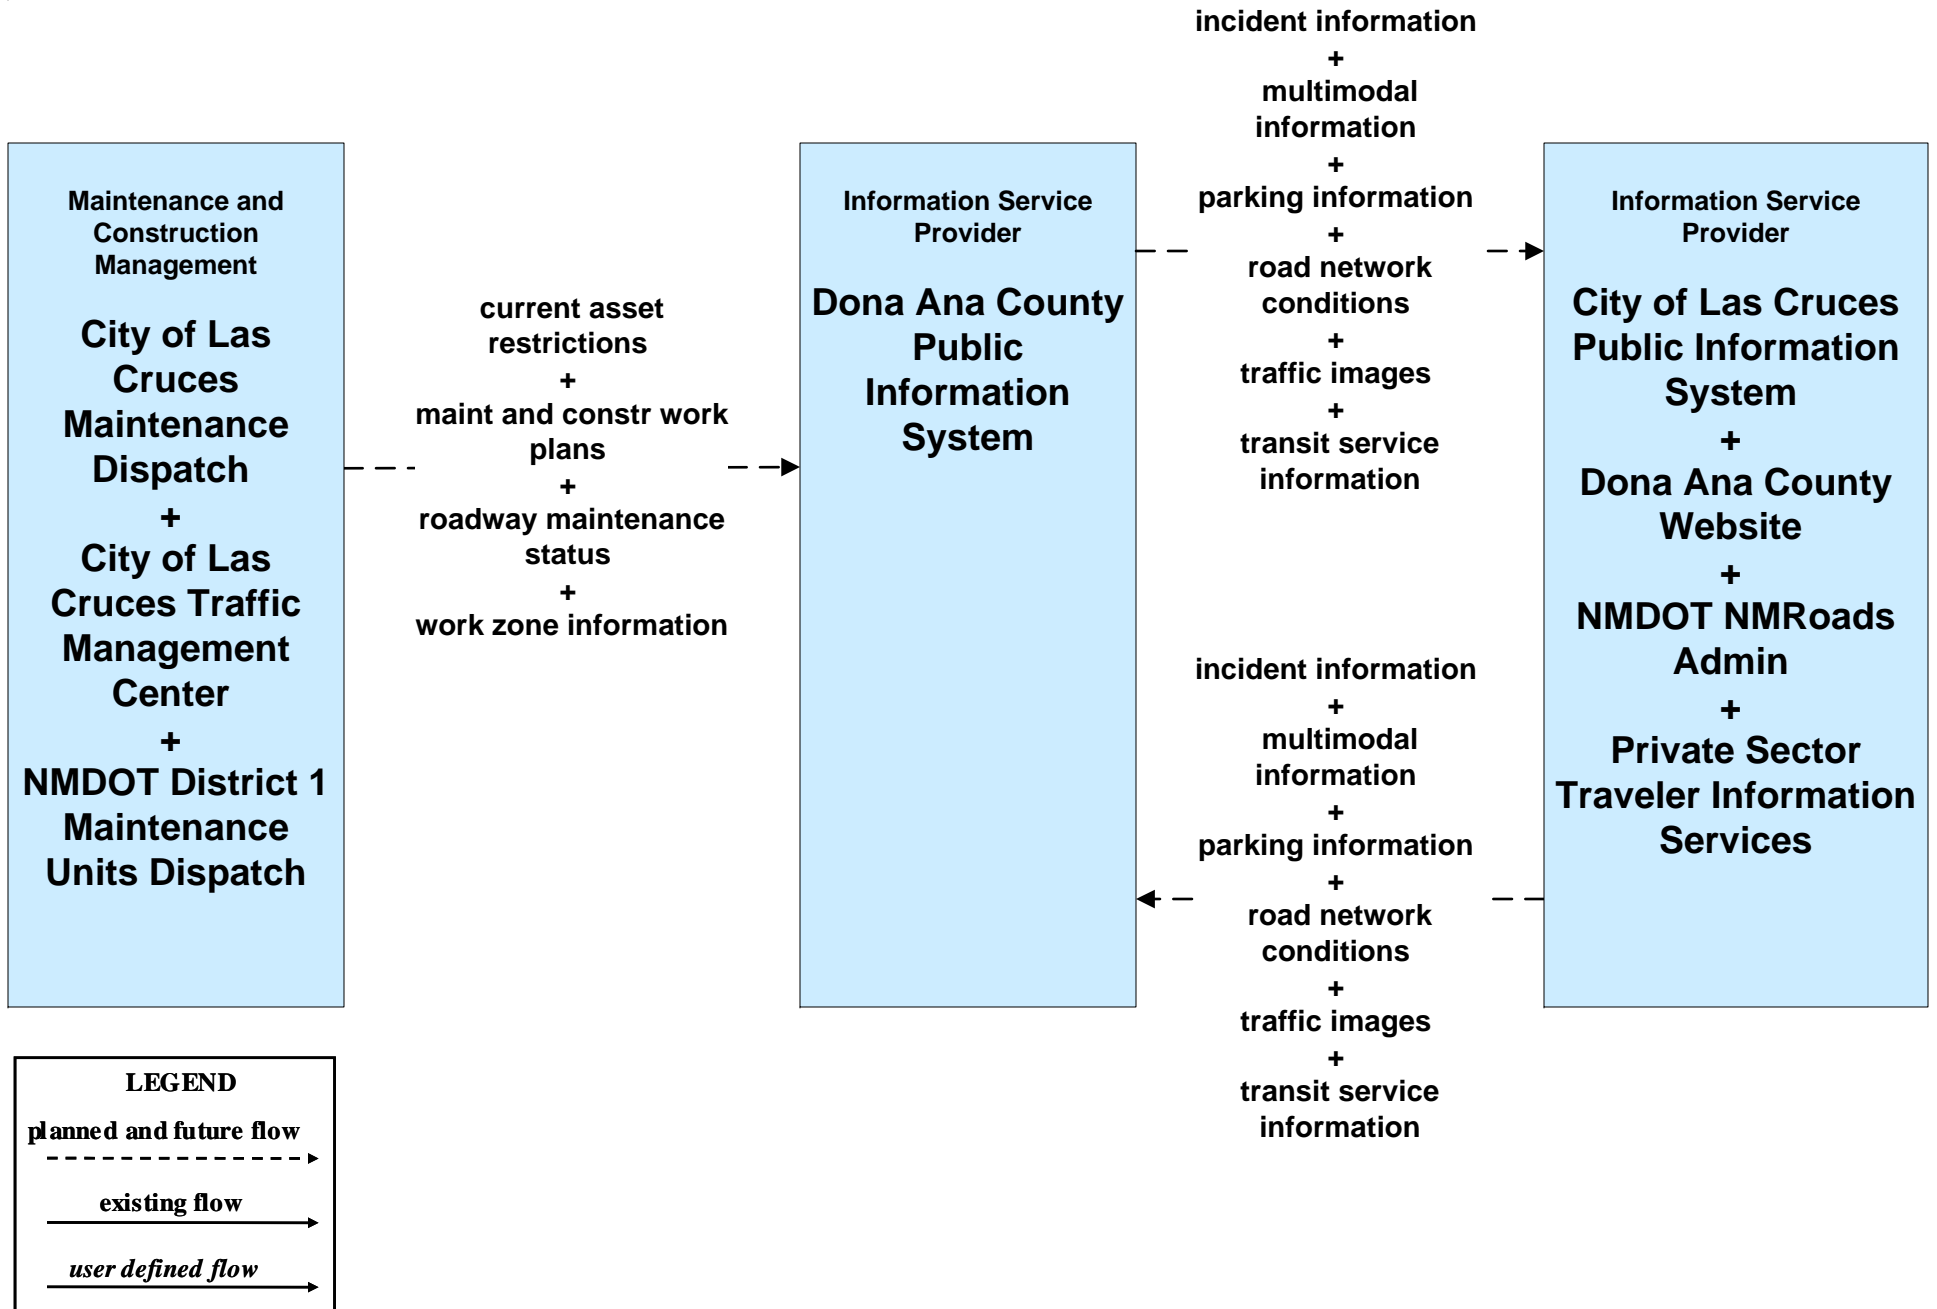 Maintenance and
Construction
Management
City of Las
Cruces
Maintenance
Dispatch
+
City of Las
Cruces Traffic
Management
Center
+
NMDOT District 1
Maintenance
Units Dispatch
current asset
restrictions
+
maint and constr work
plans
+
roadway maintenance
status
+
work zone information
Information Service
Provider
Dona Ana County
Public
Information
System
incident information
+
multimodal
information
+
parking information
+
road network
conditions
+
traffic images
+
transit service
information
incident information
+
multimodal
information
+
parking information
+
road network
conditions
+
traffic images
+
transit service
information
Information Service
Provider
City of Las Cruces
Public Information
System
+
Dona Ana County
Website
+
NMDOT NMRoads
Admin
+
Private Sector
Traveler Information
Services
LEGEND
planned and future flow
existing flow
user defined flow